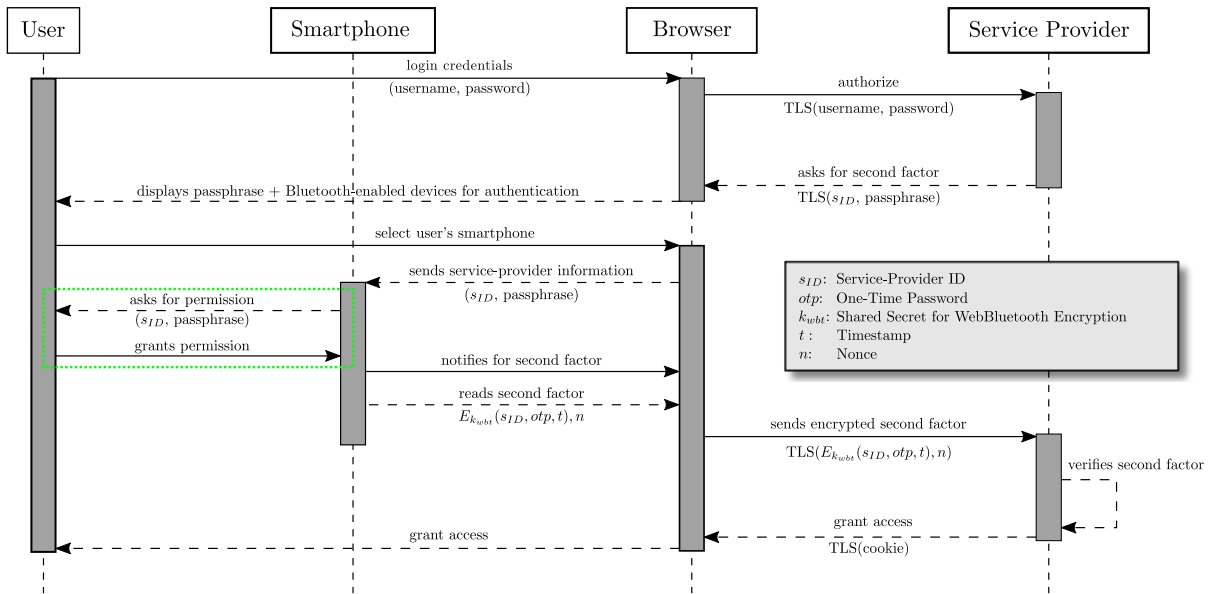 User
Smartphone
Browser
Service Provider
login credentials
(username, password)
authorize
TLS(username, password)
asks for second factor
TLS(s_ID, passphrase)
displays passphrase + Bluetooth-enabled devices for authentication
select user's smartphone
sends service-provider information
(s_ID, passphrase)
s_ID: Service-Provider ID
otp: One-Time Password
k_wbt: Shared Secret for WebBluetooth Encryption
t : Timestamp
n: Nonce
asks for permission
(s_ID, passphrase)
grants permission
notifies for second factor
reads second factor
E_{k_wbt}(s_ID, otp, t), n
sends encrypted second factor
TLS(E_{k_wbt}(s_ID, otp, t), n)
verifies second factor
grant access
TLS(cookie)
grant access